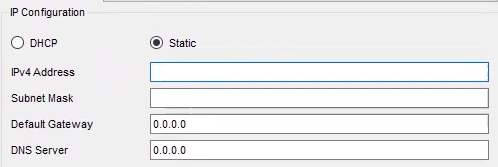 IP Configuration
DHCP
Static
IPv4 Address
Subnet Mask
Default Gateway
0.0.0.0
DNS Server
0.0.0.0